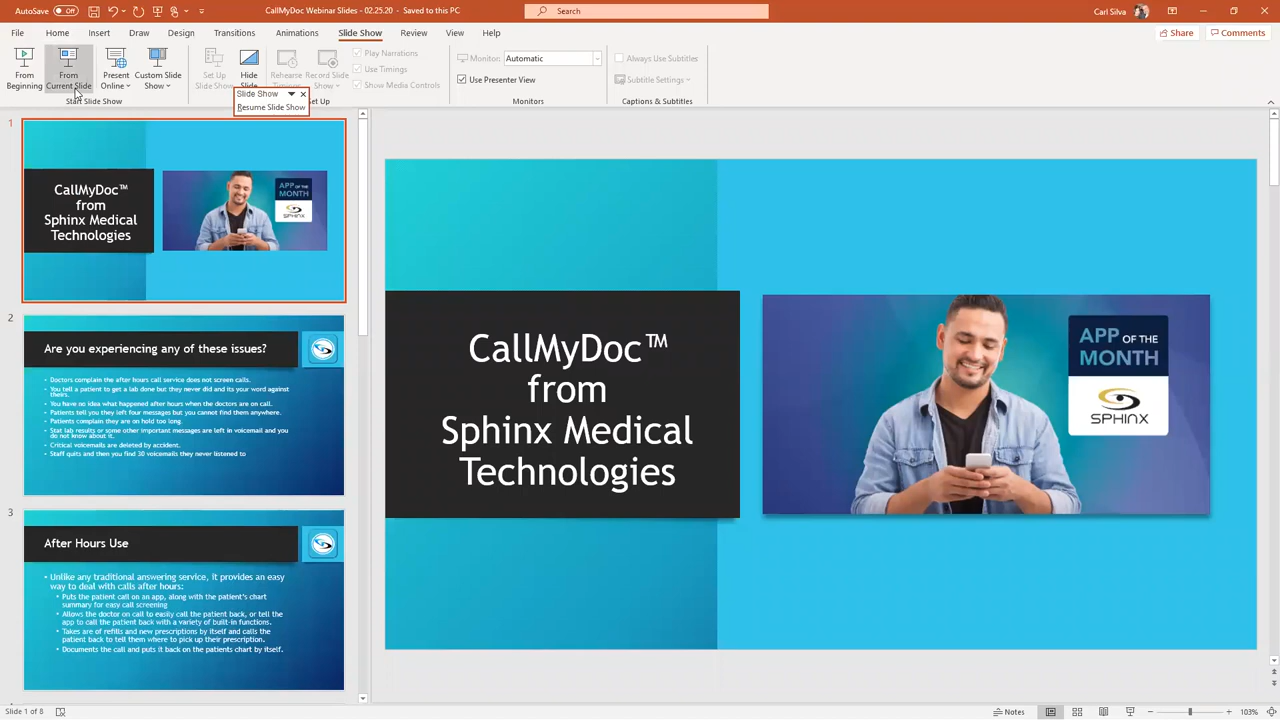 AutoSave Off
CallMyDoc Webinar Slides - 02.25.20 - Saved to this PC
Search
Carl Silva
File Home Insert Draw Design Transitions Animations Slide Show Review View Help
Share
Comments
From Beginning
From Current Slide
Present Online
Custom Slide Show
Start Slide Show
Set Up Slide Show
Hide Slide
Rehearse
Record Slide Show
Play Narrations
Use Timings
Show Media Controls
Set Up
Slide Show
Resume Slide Show
Monitor: Automatic
Use Presenter View
Monitors
Always Use Subtitles
Subtitle Settings
Captions & Subtitles
1
CallMyDoc™
from
Sphinx Medical
Technologies
APP OF THE
MONTH
SPHINX
2
Are you experiencing any of these issues?
• Doctors complain the after hours call service does not screen calls.
• You tell a patient to get a lab done but they never did and its your word against
theirs.
• You have no idea what happened after hours when the doctors are on call.
• Patients tell you they left four messages but you cannot find them anywhere.
• Patients complain they are on hold too long.
• Stat lab results or some other important messages are left in voicemail and you
do not know about it.
• Critical voicemails are deleted by accident.
• Staff quits and then you find 30 voicemails they never listened to
3
After Hours Use
• Unlike any traditional answering service, it provides an easy
way to deal with calls after hours:
• Puts the patient call on an app, along with the patient's chart
summary for easy call screening
• Allows the doctor on call to easily call the patient back, or tell the
app to call the patient back with a variety of built-in functions.
• Takes are of refills and new prescriptions by itself and calls the
patient back to tell them where to pick up their prescription.
• Documents the call and puts it back on the patients chart by itself.
CallMyDoc™
from
Sphinx Medical
Technologies
APP OF THE
MONTH
SPHINX
Slide 1 of 8
Notes
103%